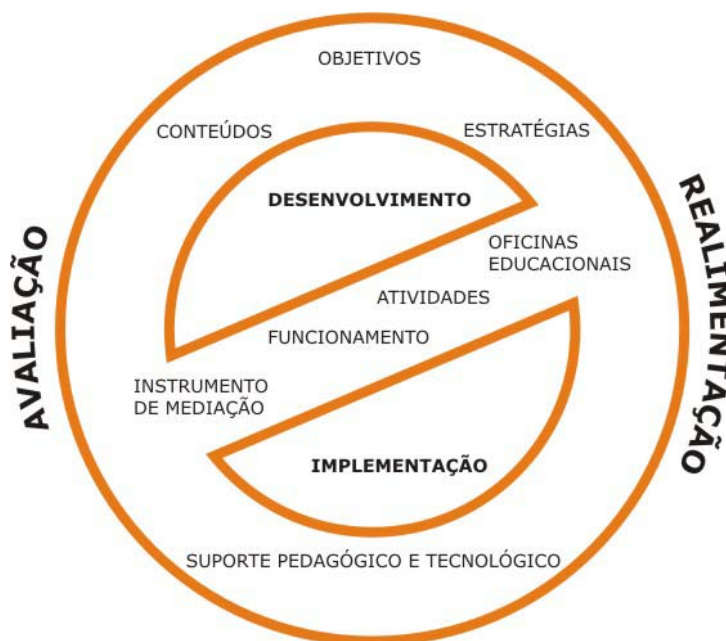 OBJETIVOS
CONTEÚDOS
ESTRATÉGIAS
DESENVOLVIMENTO
OFICINAS
EDUCACIONAIS
ATIVIDADES
FUNCIONAMENTO
INSTRUMENTO
DE MEDIAÇÃO
IMPLEMENTAÇÃO
SUPORTE PEDAGÓGICO E TECNOLÓGICO
AVALIAÇÃO
REALIMENTAÇÃO